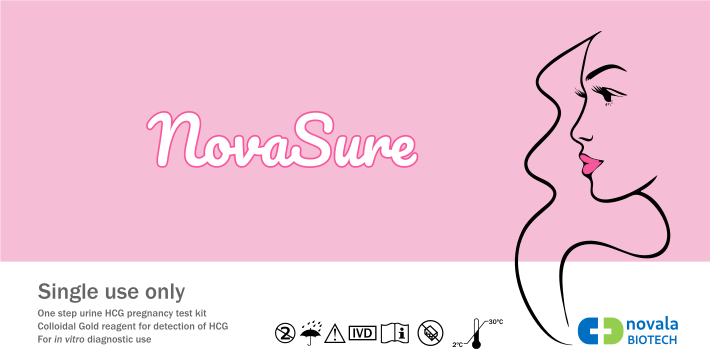 NovaSure
Single use only
One step urine HCG pregnancy test kit
Colloidal Gold reagent for detection of HCG
For in vitro diagnostic use
2
IVD
i
30°C
2°C
novala
BIOTECH